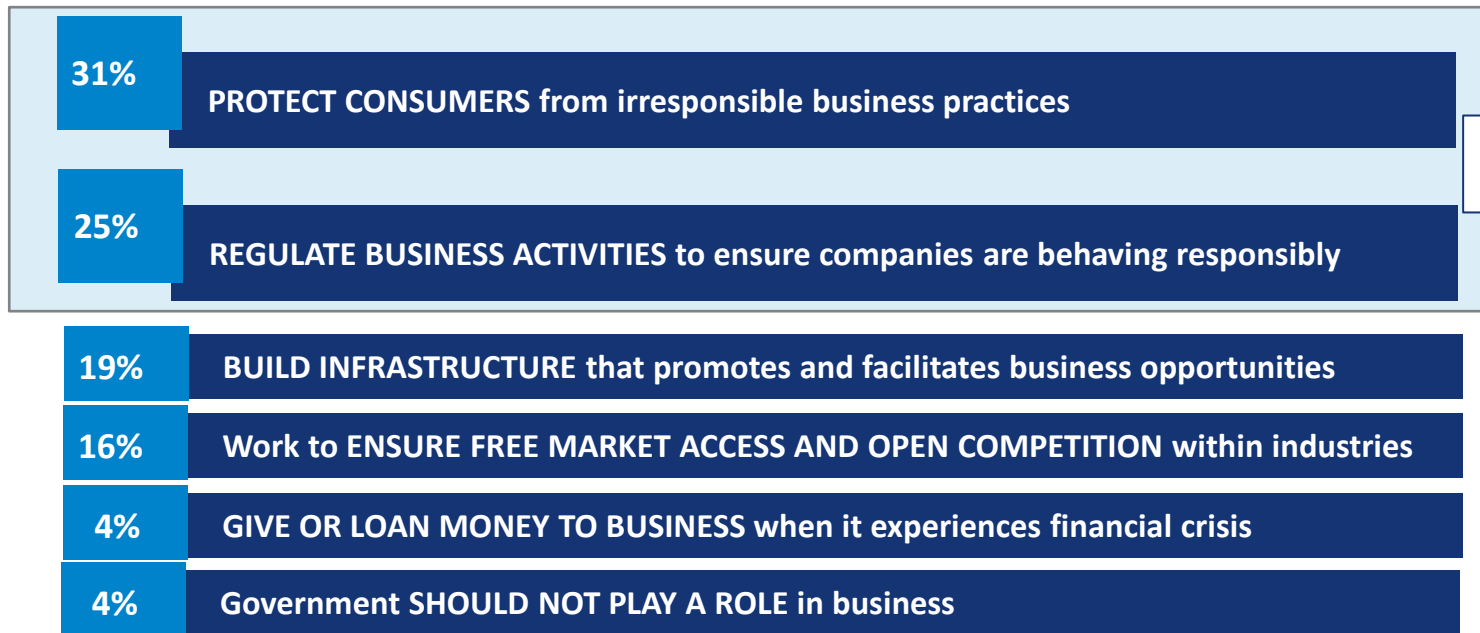 31%
PROTECT CONSUMERS from irresponsible business practices
25%
REGULATE BUSINESS ACTIVITIES to ensure companies are behaving responsibly
19%
BUILD INFRASTRUCTURE that promotes and facilitates business opportunities
16%
Work to ENSURE FREE MARKET ACCESS AND OPEN COMPETITION within industries
4%
GIVE OR LOAN MONEY TO BUSINESS when it experiences financial crisis
4%
Government SHOULD NOT PLAY A ROLE in business